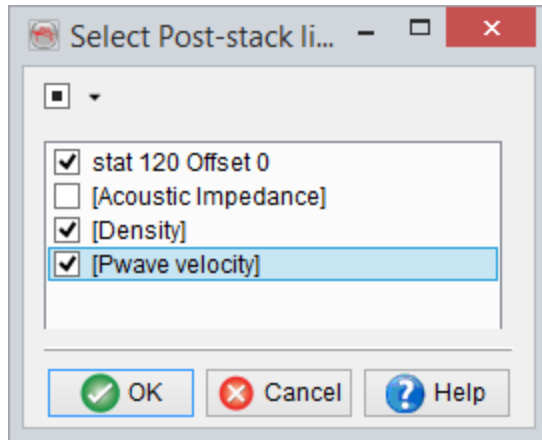 Select Post-stack li...
stat 120 Offset 0
[Acoustic Impedance]
[Density]
[Pwave velocity]
OK
Cancel
Help